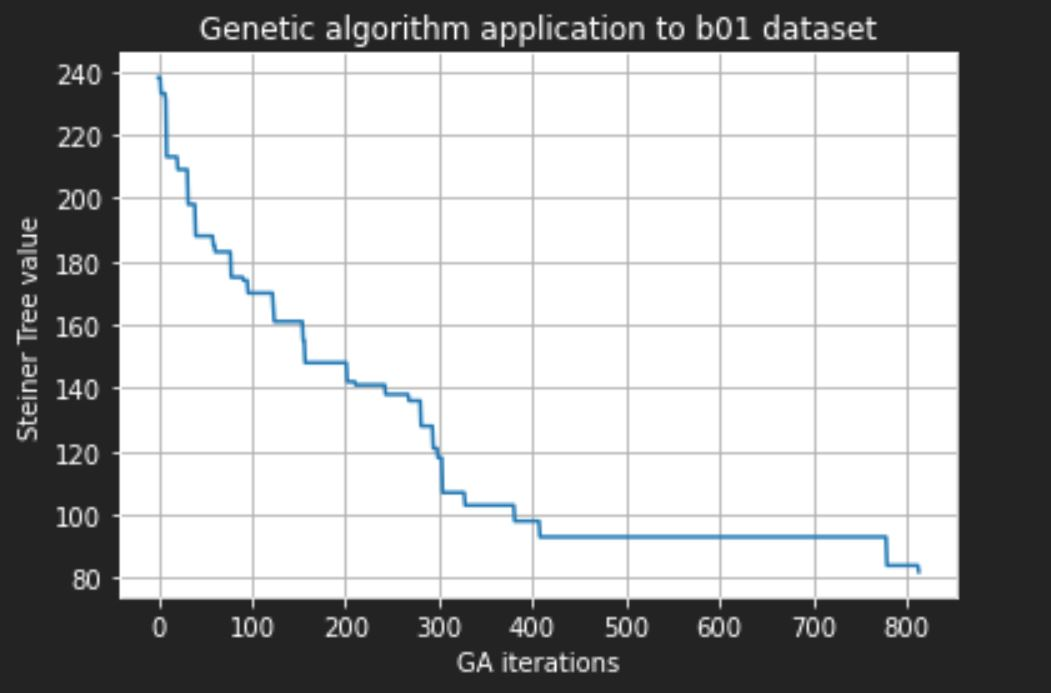 Genetic algorithm application to b01 dataset
240
220
200
180
160
140
120
100
80
Steiner Tree value
0 100 200 300 400 500 600 700 800
GA iterations